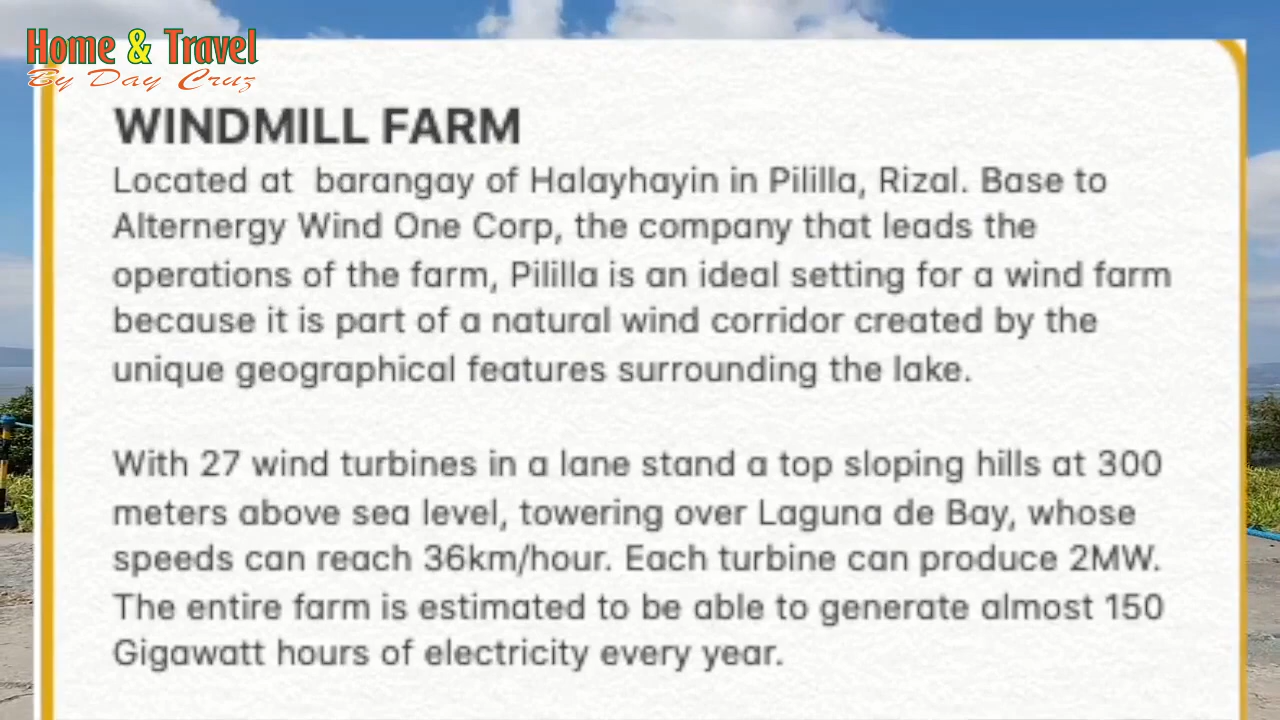 Home & Travel
By Day Cruz
WINDMILL FARM
Located at barangay of Halayhayin in Pililla, Rizal. Base to
Alternergy Wind One Corp, the company that leads the
operations of the farm, Pililla is an ideal setting for a wind farm
because it is part of a natural wind corridor created by the
unique geographical features surrounding the lake.
With 27 wind turbines in a lane stand a top sloping hills at 300
meters above sea level, towering over Laguna de Bay, whose
speeds can reach 36km/hour. Each turbine can produce 2MW.
The entire farm is estimated to be able to generate almost 150
Gigawatt hours of electricity every year.